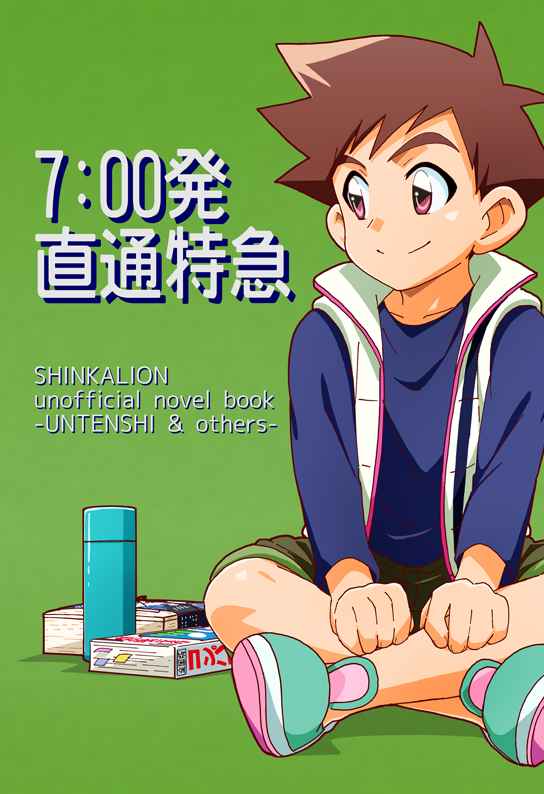 7:00発
直通特急
SHINKALION
unofficial novel book
-UNTENSHI & others-